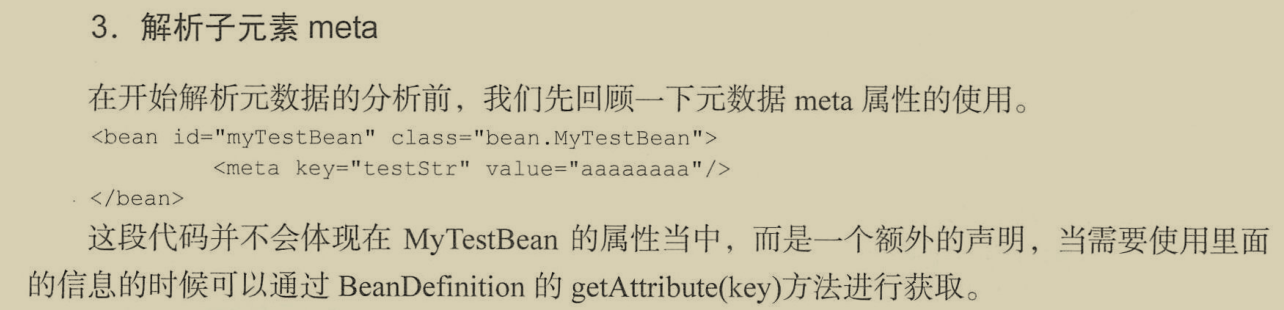 3．解析子元素 meta
在开始解析元数据的分析前，我们先回顾一下元数据 meta 属性的使用。
<bean id="myTestBean" class="bean.MyTestBean">
<meta key="testStr" value="aaaaaaaa"/>
</bean>
这段代码并不会体现在 MyTestBean 的属性当中，而是一个额外的声明，当需要使用里面
的信息的时候可以通过 BeanDefinition 的 getAttribute(key)方法进行获取。